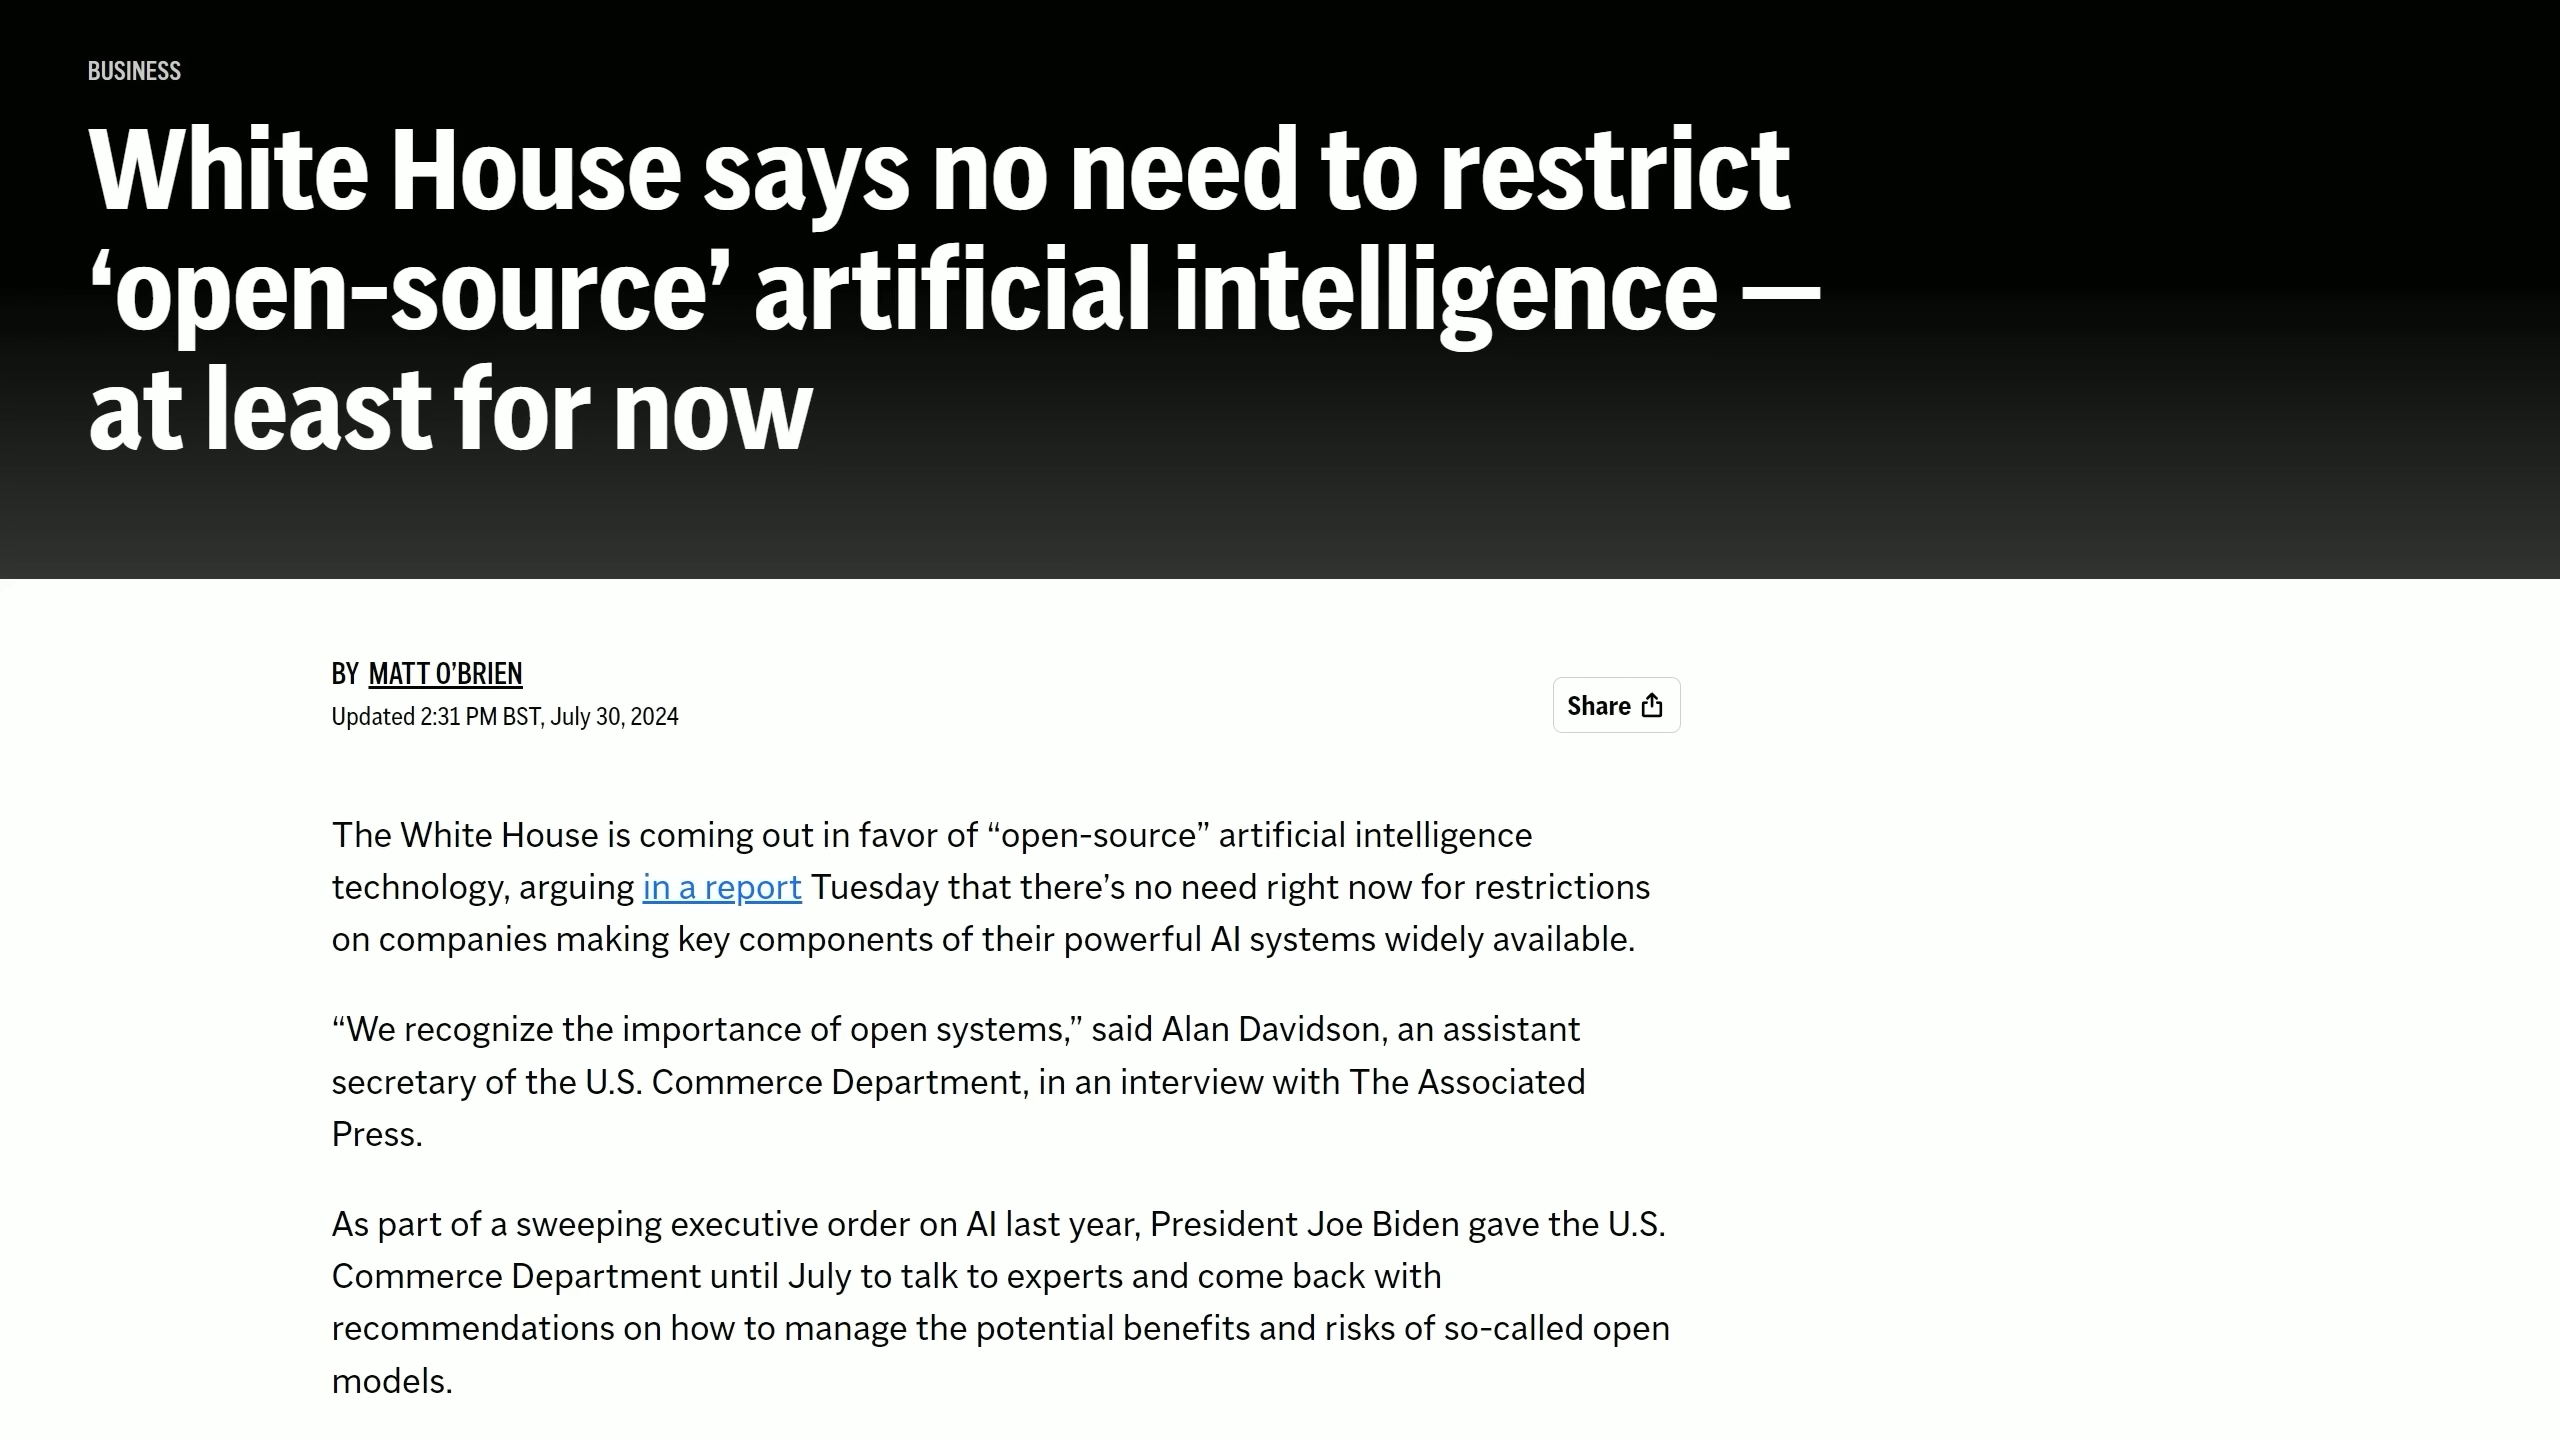 BUSINESS
White House says no need to restrict
‘open-source’ artificial intelligence —
at least for now
BY MATT O’BRIEN
Updated 2:31 PM BST, July 30, 2024
Share
The White House is coming out in favor of “open-source” artificial intelligence
technology, arguing in a report Tuesday that there’s no need right now for restrictions
on companies making key components of their powerful AI systems widely available.
“We recognize the importance of open systems,” said Alan Davidson, an assistant
secretary of the U.S. Commerce Department, in an interview with The Associated
Press.
As part of a sweeping executive order on AI last year, President Joe Biden gave the U.S.
Commerce Department until July to talk to experts and come back with
recommendations on how to manage the potential benefits and risks of so-called open
models.